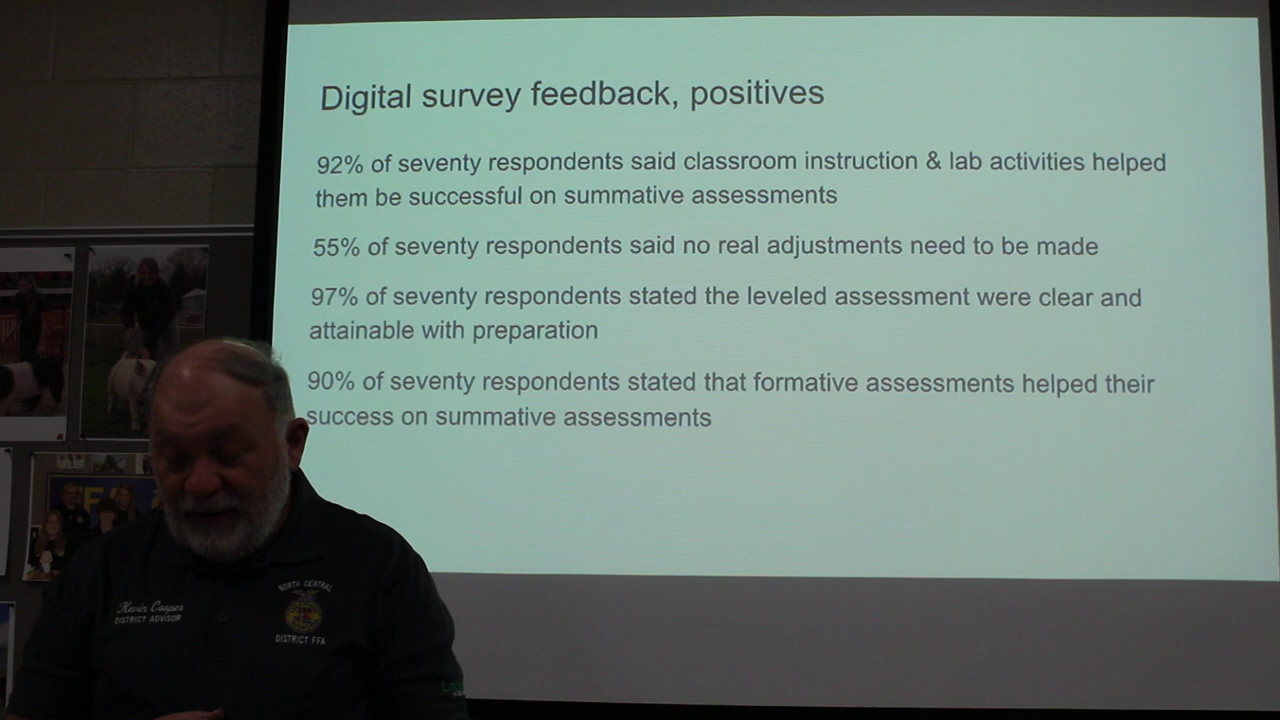 Digital survey feedback, positives
92% of seventy respondents said classroom instruction & lab activities helped
them be successful on summative assessments
55% of seventy respondents said no real adjustments need to be made
97% of seventy respondents stated the leveled assessment were clear and
attainable with preparation
90% of seventy respondents stated that formative assessments helped their
success on summative assessments
Kevin Cooper
DISTRICT ADVISOR
NORTH CENTRAL
DISTRICT FFA